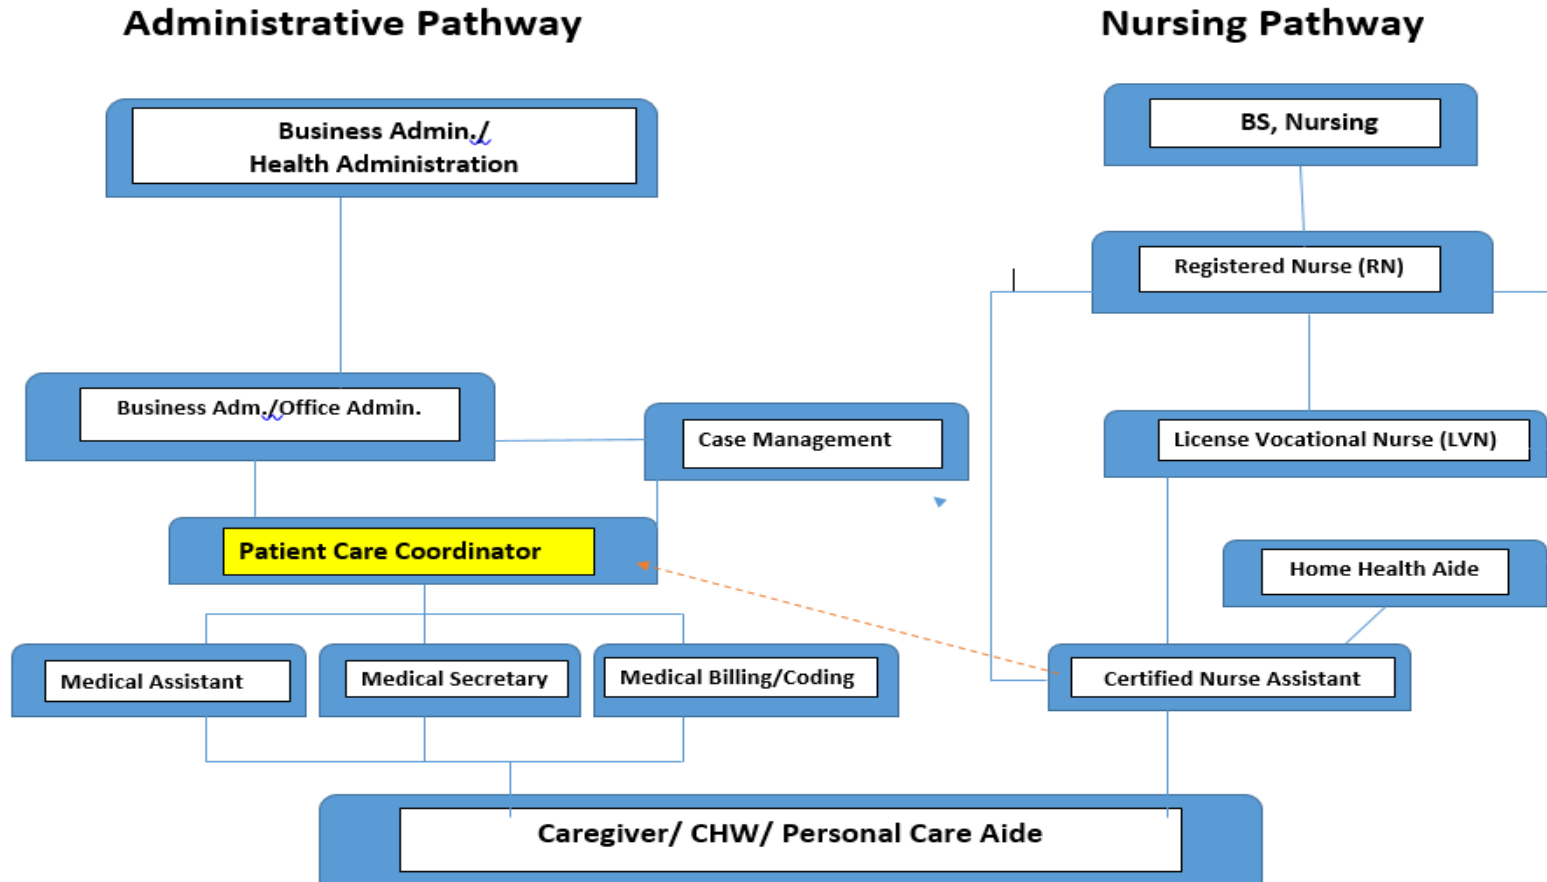 Administrative Pathway
Nursing Pathway
Business Admin./
Health Administration
BS, Nursing
Registered Nurse (RN)
Business Adm./Office Admin.
Case Management
License Vocational Nurse (LVN)
Patient Care Coordinator
Home Health Aide
Medical Assistant
Medical Secretary
Medical Billing/Coding
Certified Nurse Assistant
Caregiver/ CHW/ Personal Care Aide